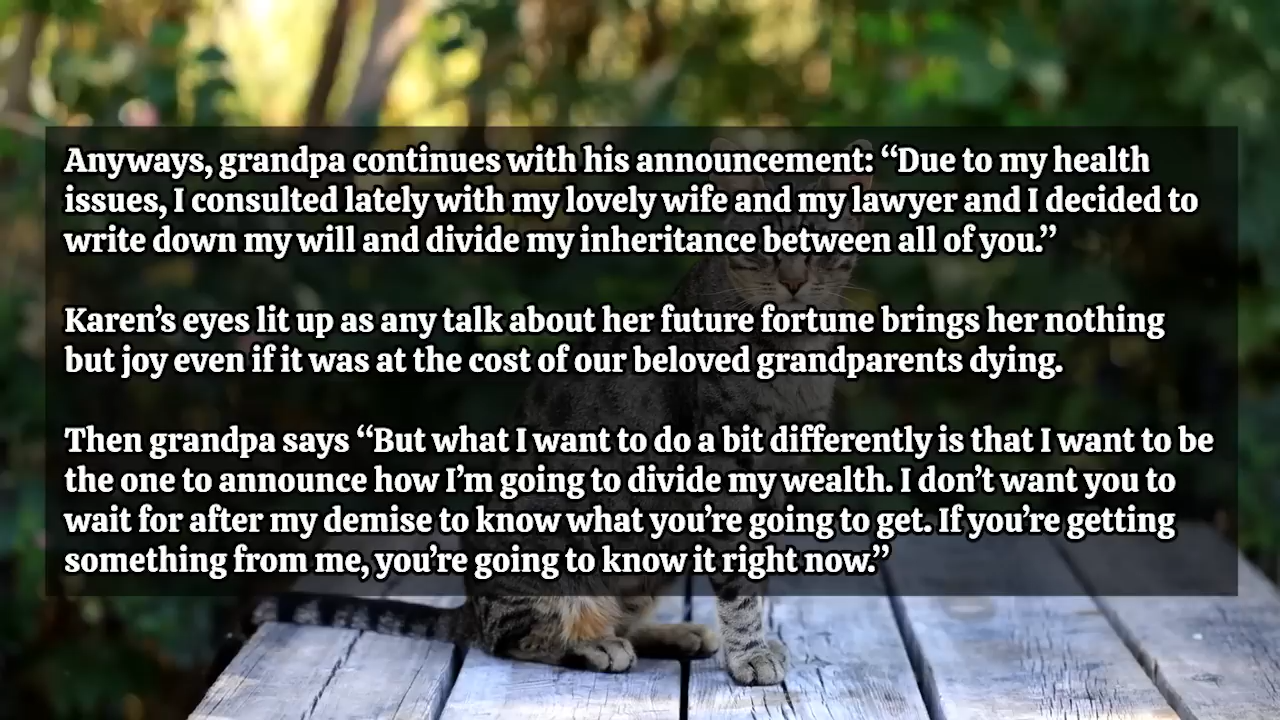 Anyways, grandpa continues with his announcement: “Due to my health
issues, I consulted lately with my lovely wife and my lawyer and I decided to
write down my will and divide my inheritance between all of you.”
Karen’s eyes lit up as any talk about her future fortune brings her nothing
but joy even if it was at the cost of our beloved grandparents dying.
Then grandpa says “But what I want to do a bit differently is that I want to be
the one to announce how I’m going to divide my wealth. I don’t want you to
wait for after my demise to know what you’re going to get. If you’re getting
something from me, you’re going to know it right now.”